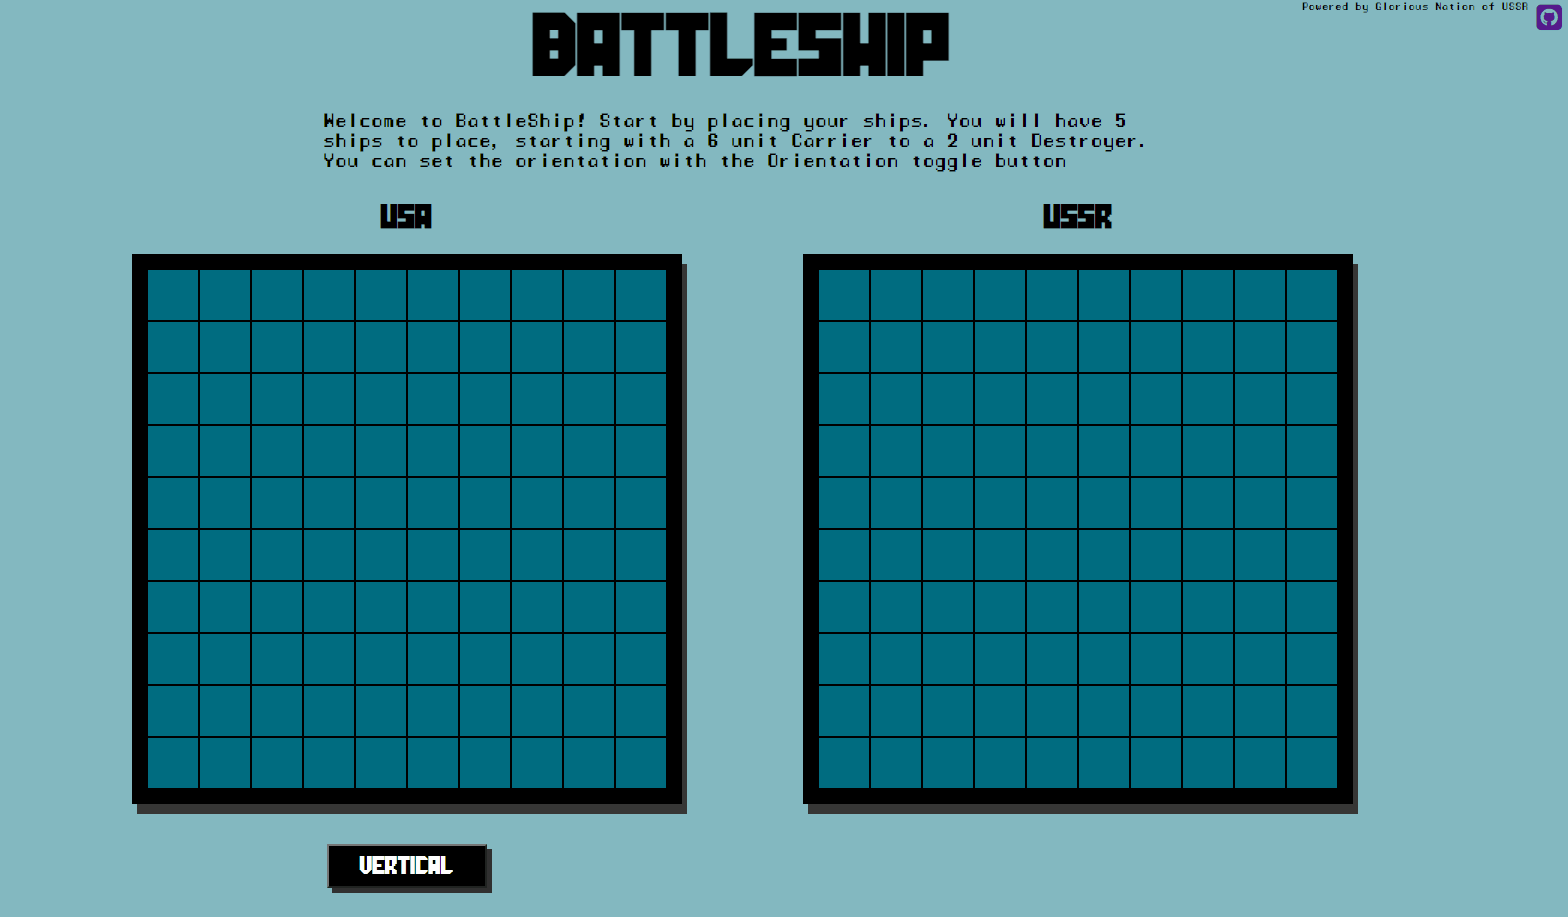 Powered by Glorious Nation of USSR
BATTLESHIP
Welcome to BattleShip! Start by placing your ships. You will have 5
ships to place, starting with a 6 unit Carrier to a 2 unit Destroyer.
You can set the orientation with the Orientation toggle button
USA
USSR
VERTICAL